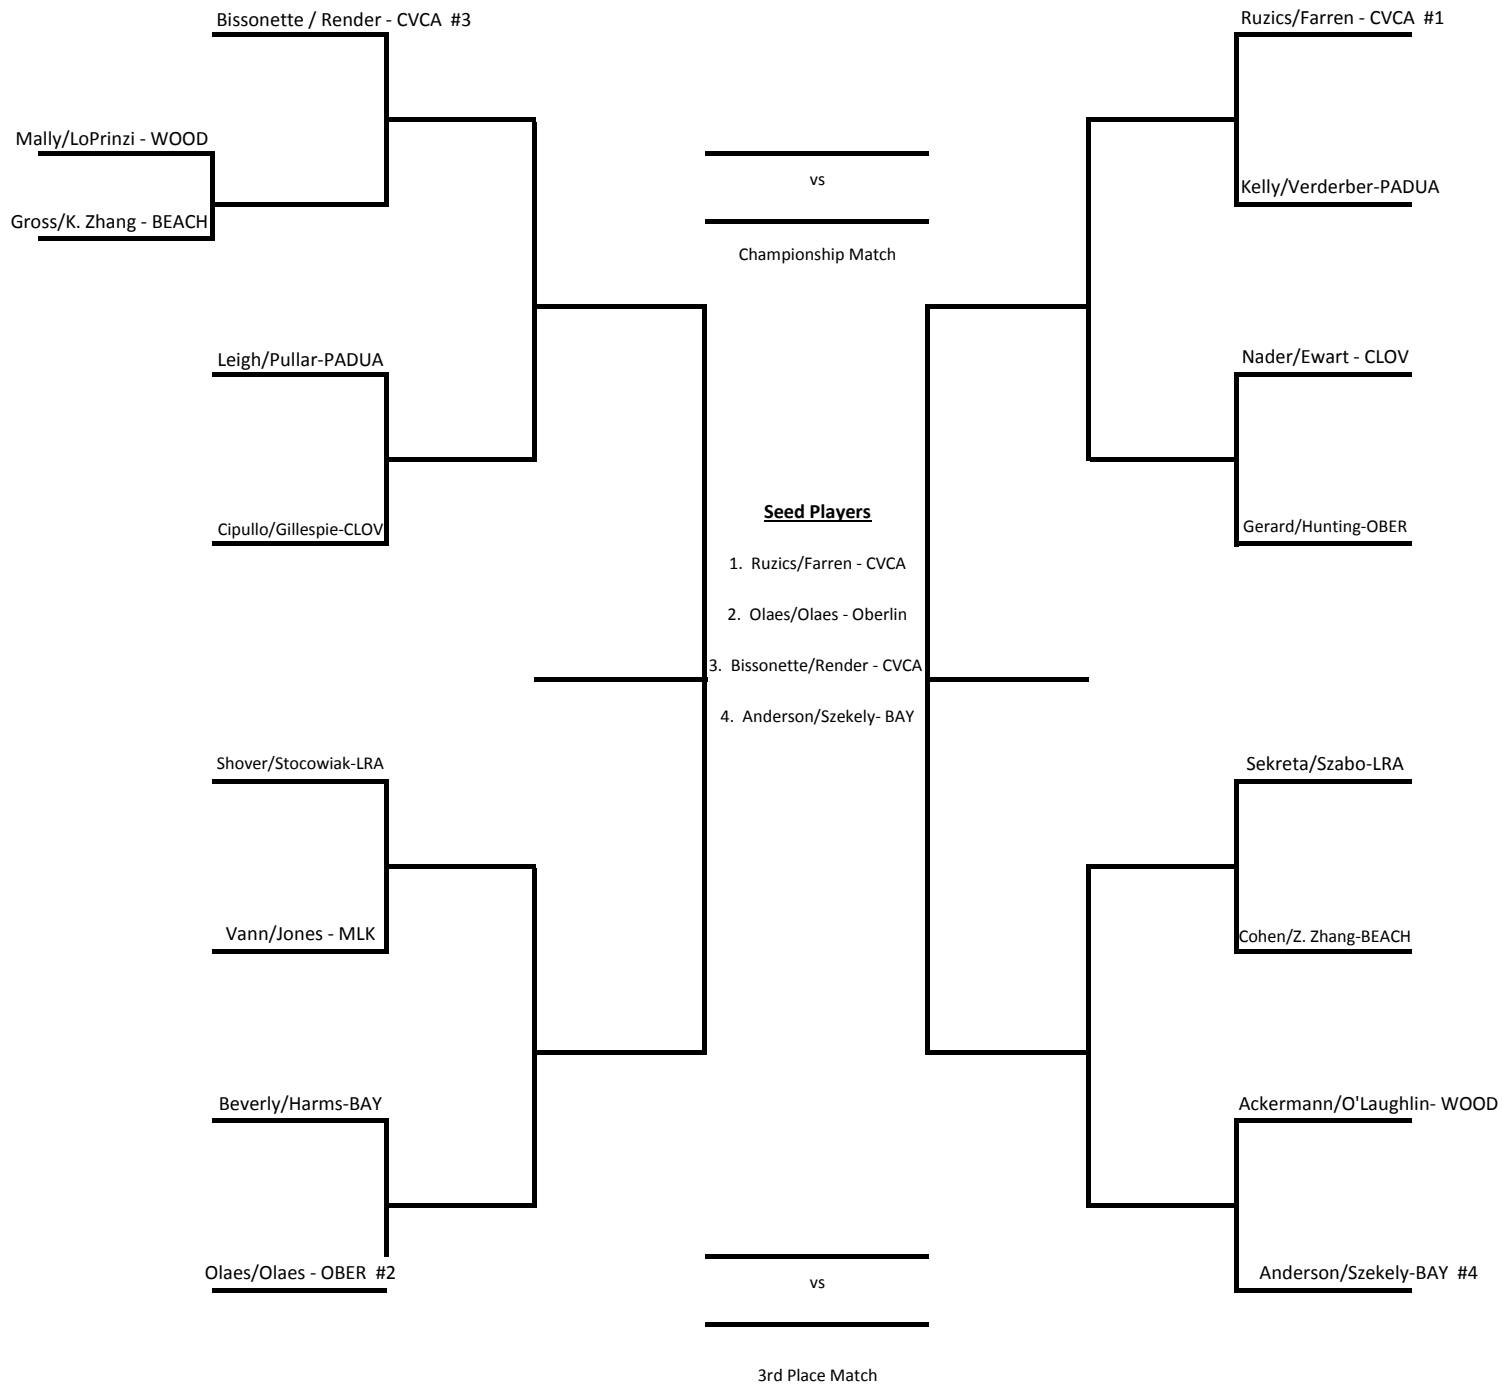 Bissonette / Render - CVCA  #3
Mally/LoPrinzi - WOOD
Gross/K. Zhang - BEACH
Leigh/Pullar-PADUA
Cipullo/Gillespie-CLOV
Shover/Stocowiak-LRA
Vann/Jones - MLK
Beverly/Harms-BAY
Olaes/Olaes - OBER  #2
vs
Championship Match
Seed Players
1.  Ruzics/Farren - CVCA
2.  Olaes/Olaes - Oberlin
3.  Bissonette/Render - CVCA
4.  Anderson/Szekely- BAY
vs
3rd Place Match
Ruzics/Farren - CVCA  #1
Kelly/Verderber-PADUA
Nader/Ewart - CLOV
Gerard/Hunting-OBER
Sekreta/Szabo-LRA
Cohen/Z. Zhang-BEACH
Ackermann/O'Laughlin- WOOD
Anderson/Szekely-BAY  #4